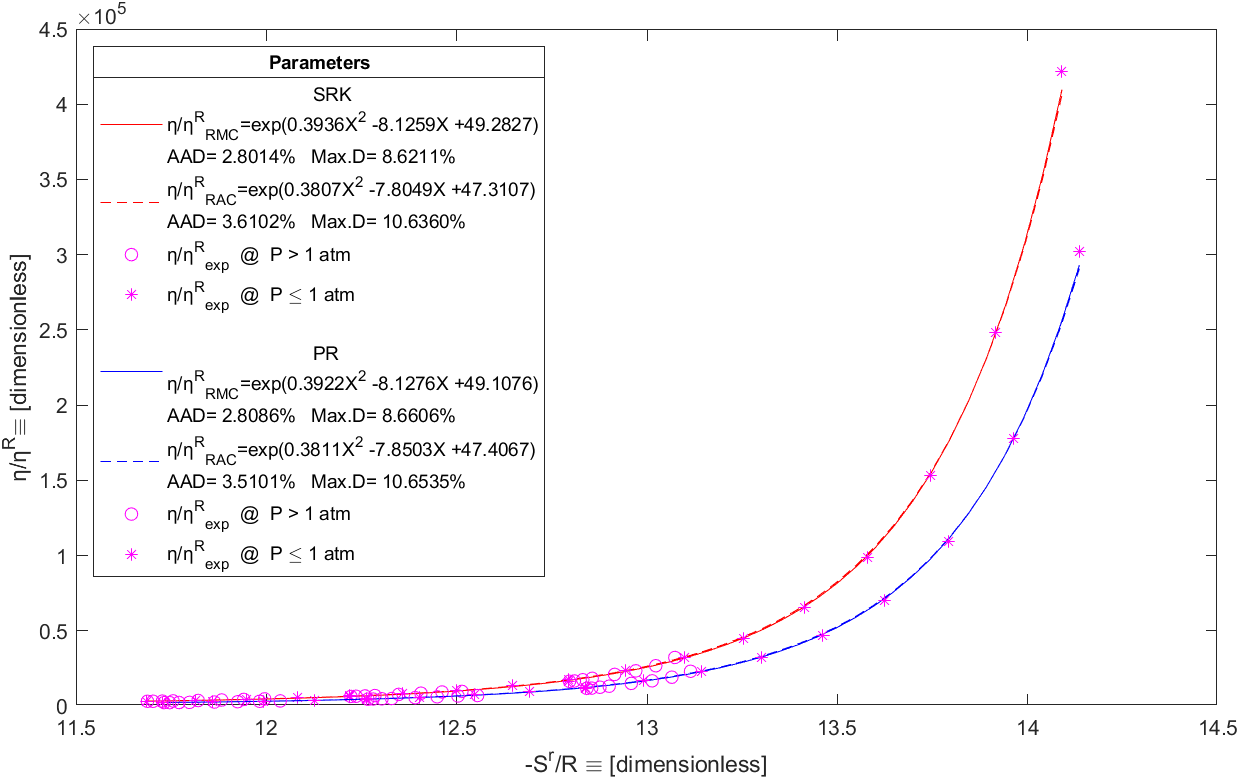 ×10^5
4.5
4
3.5
3
2.5
2
1.5
1
0.5
0
η/η^R≡ [dimensionless]
Parameters
SRK
η/η^R_RMC=exp(0.3936X^2 -8.1259X +49.2827)
AAD= 2.8014% Max.D= 8.6211%
η/η^R_RAC=exp(0.3807X^2 -7.8049X +47.3107)
AAD= 3.6102% Max.D= 10.6360%
η/η^R_exp @ P > 1 atm
η/η^R_exp @ P ≤ 1 atm
PR
η/η^R_RMC=exp(0.3922X^2 -8.1276X +49.1076)
AAD= 2.8086% Max.D= 8.6606%
η/η^R_RAC=exp(0.3811X^2 -7.8503X +47.4067)
AAD= 3.5101% Max.D= 10.6535%
η/η^R_exp @ P > 1 atm
η/η^R_exp @ P ≤ 1 atm
11.5 12 12.5 13 13.5 14 14.5
-S^r/R ≡ [dimensionless]